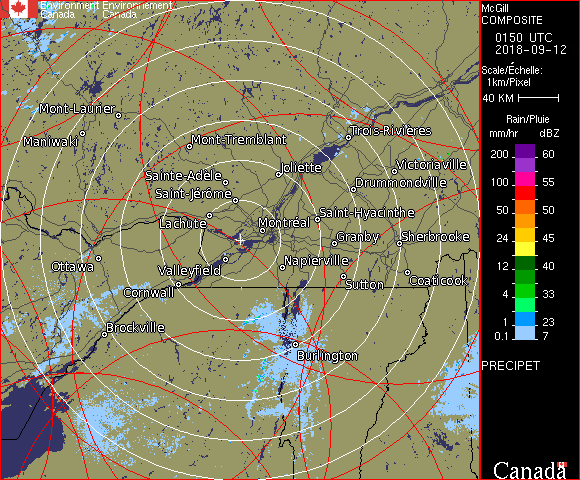 Environment Environnement
Canada Canada
McGill
COMPOSITE
0150 UTC
2018-09-12
Scale/Échelle:
1km/Pixel
40 KM
Rain/Pluie
mm/hr dBZ
200 60
100 55
50 50
24 45
12 40
4 33
1 23
0.1 7
PRECIPET
Canada
Mont-Laurier
Maniwaki
Mont-Tremblant
Trois-Rivières
Sainte-Adèle
Joliette
Victoriaville
Saint-Jérôme
Drummondville
Lachute
Montréal
Saint-Hyacinthe
Granby
Sherbrooke
Ottawa
Valleyfield
Napierville
Cornwall
Sutton
Coaticook
Brockville
Burlington